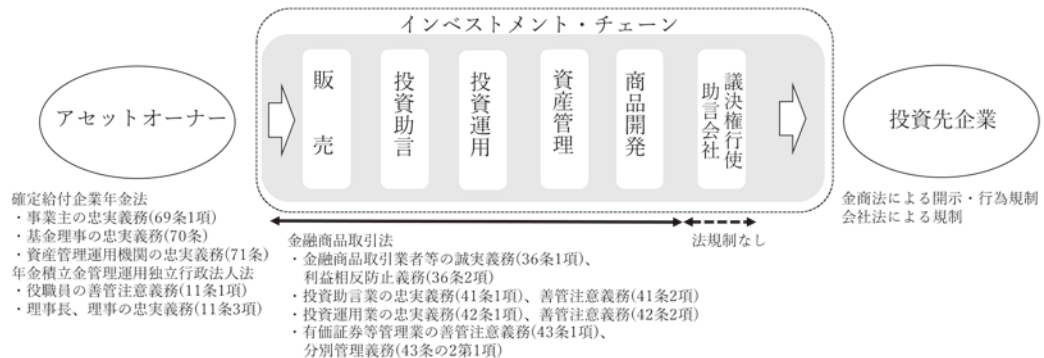 インベストメント・チェーン
アセットオーナー
販売
投資助言
投資運用
資産管理
商品開発
議決権行使
助言会社
投資先企業
確定給付企業年金法
・事業主の忠実義務(69条1項)
・基金理事の忠実義務(70条)
・資産管理運用機関の忠実義務(71条)
年金積立金管理運用独立行政法人法
・役職員の善管注意義務(11条1項)
・理事長、理事の忠実義務(11条3項)
金融商品取引法
・金融商品取引業者等の誠実義務(36条1項)、
利益相反防止義務(36条2項)
・投資助言業の忠実義務(41条1項)、善管注意義務(41条2項)
・投資運用業の忠実義務(42条1項)、善管注意義務(42条2項)
・有価証券等管理業の善管注意義務(43条1項)、
分別管理義務(43条の2第1項)
法規制なし
金商法による開示・行為規制
会社法による規制